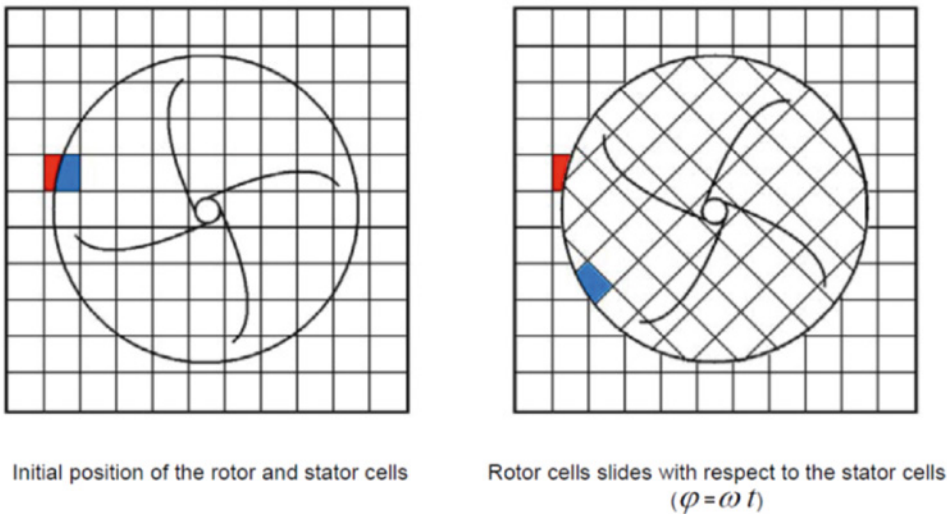 Initial position of the rotor and stator cells
Rotor cells slides with respect to the stator cells
(φ=ω t)